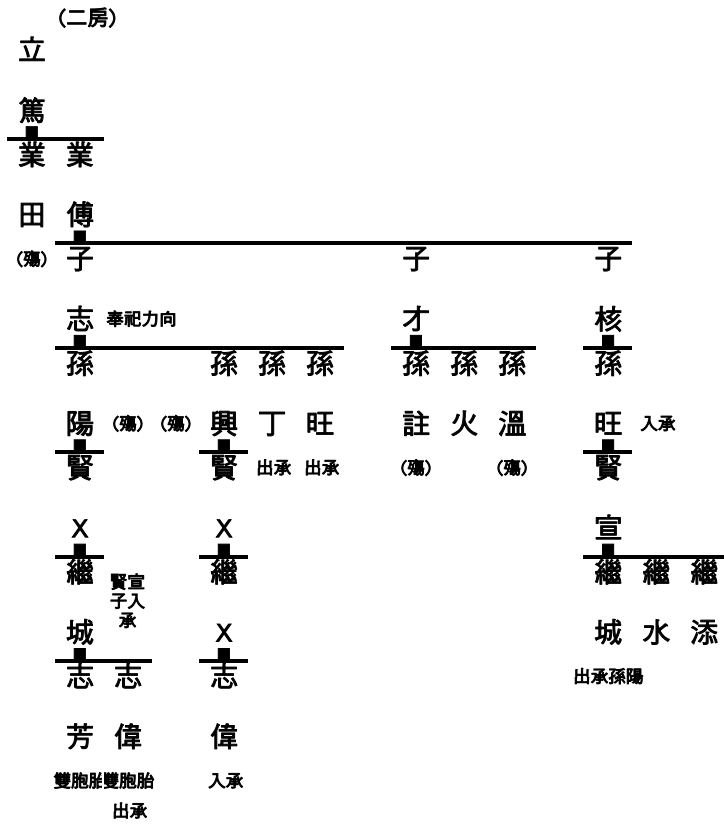 （二房）
立
篤
業 業
田 傅
（殤） 子 子 子
志 奉祀力向 才 核
孫 孫 孫 孫 孫 孫 孫 孫
陽 （殤） （殤） 興 丁 旺 註 火 溫 旺 入承
賢 賢 出承 出承 （殤） （殤） 賢
X X 宣
繼 賢宣 繼 繼 繼 繼
子入
承
城 X 城 水 添
志 志 志 出承孫陽
芳 偉 偉
雙胞胎 雙胞胎 入承
出承